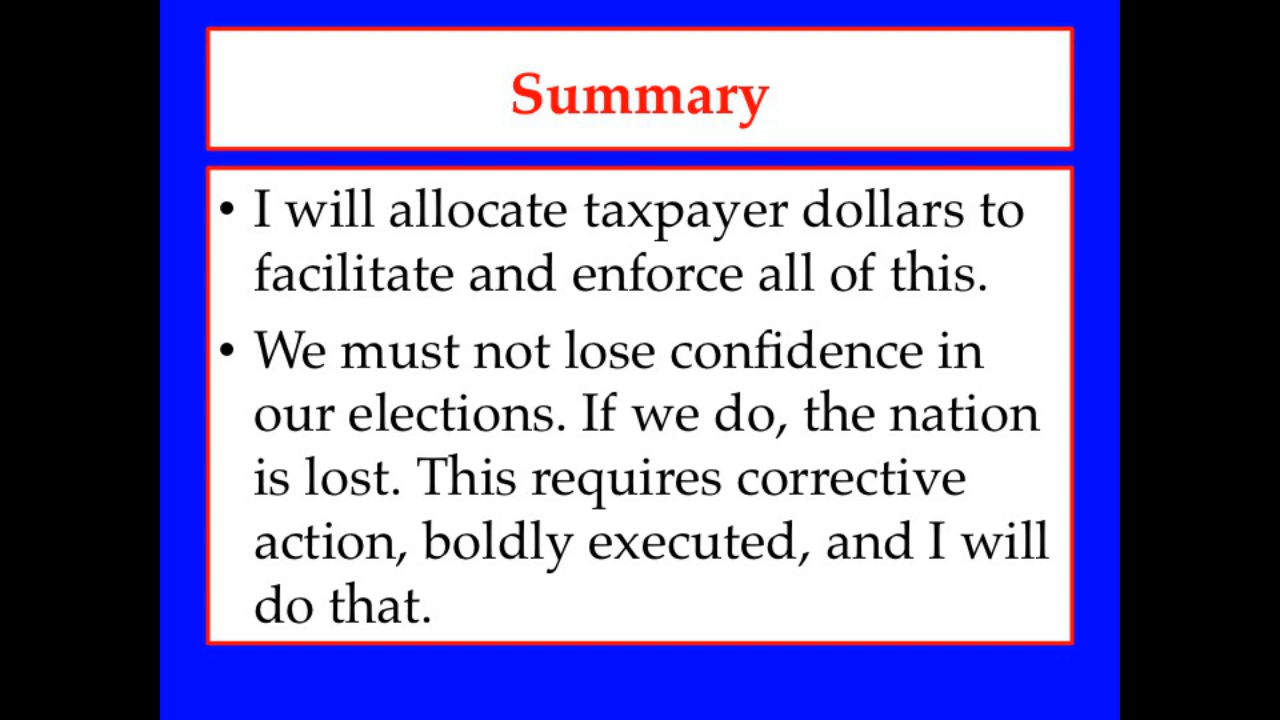 Summary
• I will allocate taxpayer dollars to
facilitate and enforce all of this.
• We must not lose confidence in
our elections. If we do, the nation
is lost. This requires corrective
action, boldly executed, and I will
do that.